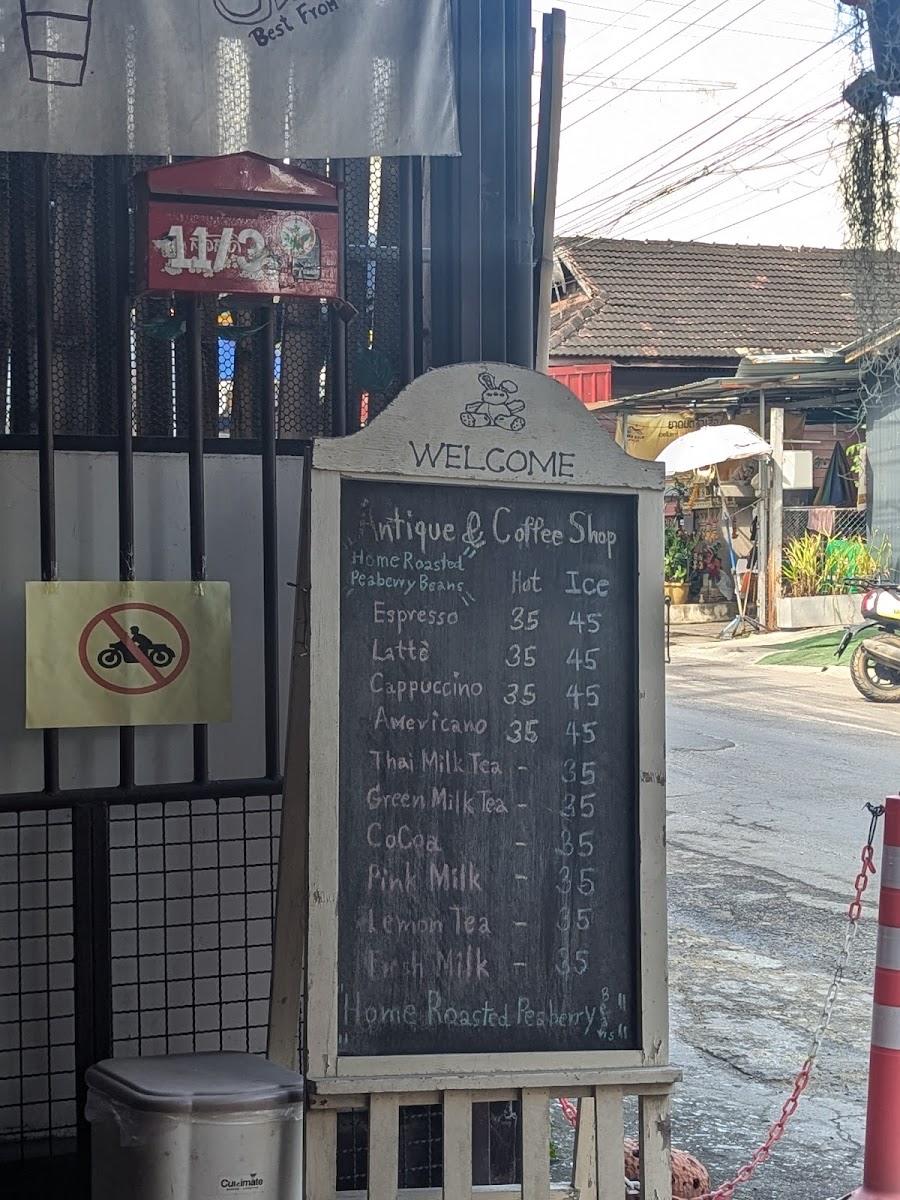 Best From
11/3
WELCOME
Antique & Coffee Shop
"Home Roasted
Peaberry Beans"
Hot Ice
Espresso 35 45
Lattè 35 45
Cappuccino 35 45
Americano 35 45
Thai Milk Tea - 35
Green Milk Tea - 35
CoCoa - 35
Pink Milk - 35
Lemon Tea - 35
Fresh Milk - 35
"Home Roasted Peaberry Beans"